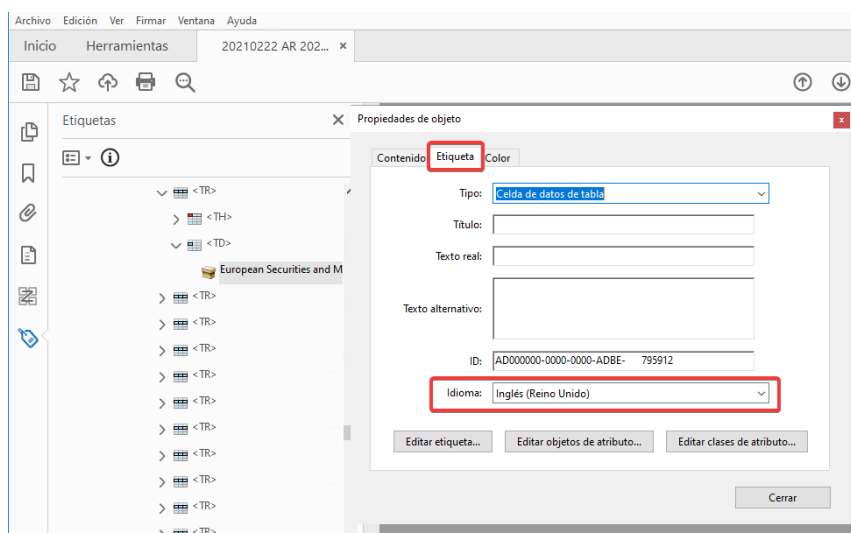 Archivo Edición Ver Firmar Ventana Ayuda
Inicio Herramientas 20210222 AR 202... ×
Etiquetas
Propiedades de objeto
Contenido Etiqueta Color
Tipo: Celda de datos de tabla
Título:
Texto real:
Texto alternativo:
ID: AD000000-0000-0000-ADBE- 795912
Idioma: Inglés (Reino Unido)
Editar etiqueta... Editar objetos de atributo... Editar clases de atributo...
Cerrar
<TR>
<TH>
<TD>
European Securities and M
<TR>
<TR>
<TR>
<TR>
<TR>
<TR>
<TR>
<TR>
<TR>
<TR>